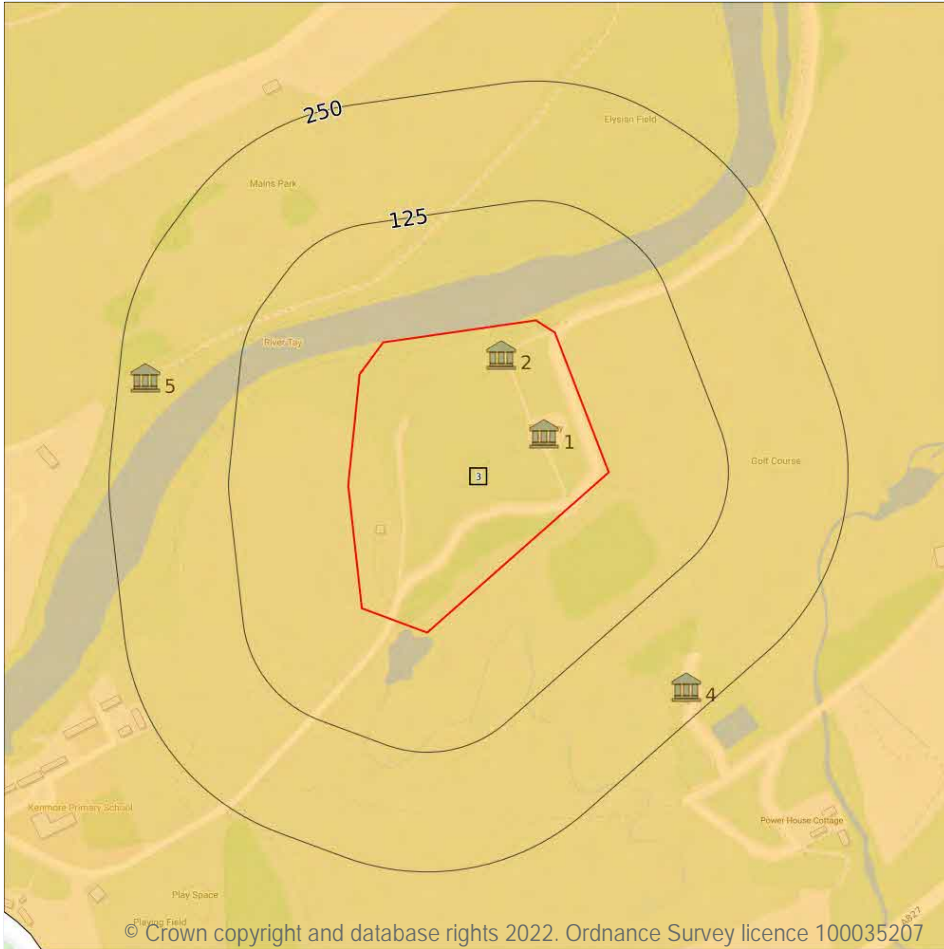 250
Elysian Field
Mains Park
125
River Tay
2
5
1
Golf Course
3
4
Kenmore Primary School
Power House Cottage
Play Space
Playing Field
A827
© Crown copyright and database rights 2022. Ordnance Survey licence 100035207